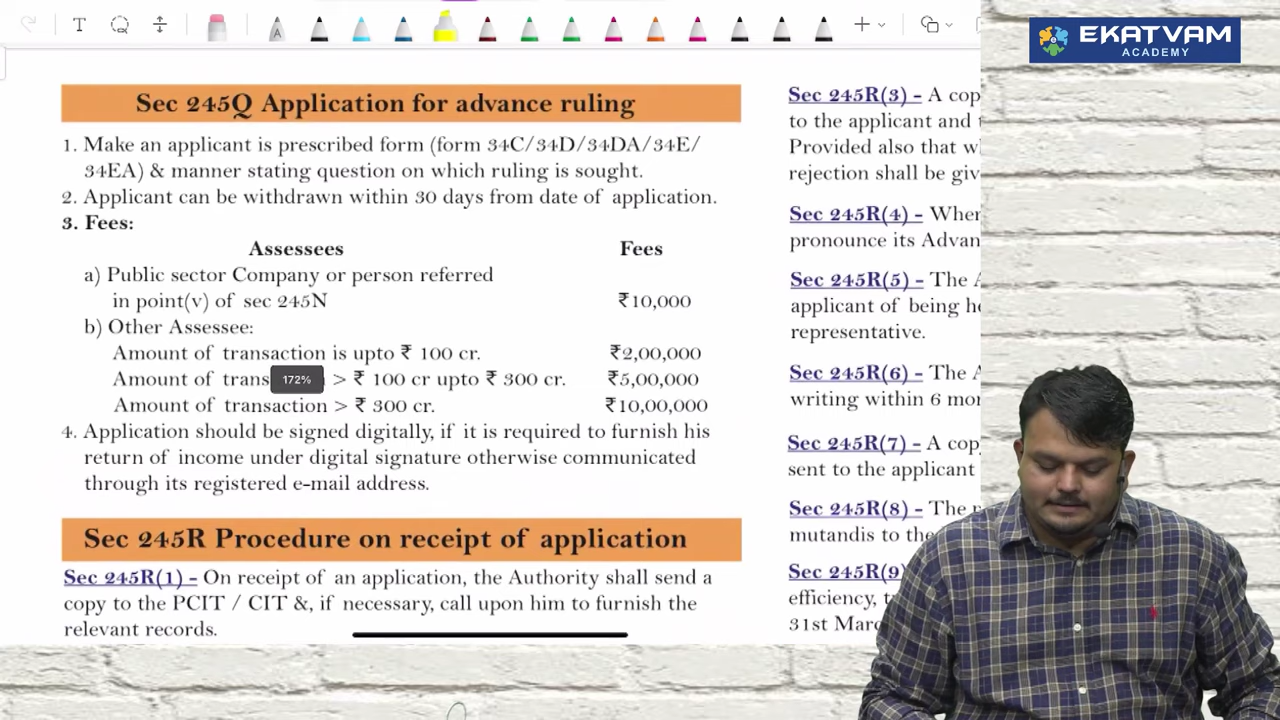 EKATVAM
ACADEMY
Sec 245Q Application for advance ruling
1. Make an applicant is prescribed form (form 34C/34D/34DA/34E/
34EA) & manner stating question on which ruling is sought.
2. Applicant can be withdrawn within 30 days from date of application.
3. Fees:
Assessees Fees
a) Public sector Company or person referred
in point(v) of sec 245N ₹10,000
b) Other Assessee:
Amount of transaction is upto ₹ 100 cr. ₹2,00,000
Amount of trans 172% > ₹ 100 cr upto ₹ 300 cr. ₹5,00,000
Amount of transaction > ₹ 300 cr. ₹10,00,000
4. Application should be signed digitally, if it is required to furnish his
return of income under digital signature otherwise communicated
through its registered e-mail address.
Sec 245R Procedure on receipt of application
Sec 245R(1) - On receipt of an application, the Authority shall send a
copy to the PCIT / CIT &, if necessary, call upon him to furnish the
relevant records.
Sec 245R(3) - A cop
to the applicant and
Provided also that w
rejection shall be giv
Sec 245R(4) - When
pronounce its Advan
Sec 245R(5) - The
applicant of being he
representative.
Sec 245R(6) - The
writing within 6 mo
Sec 245R(7) - A cop
sent to the applicant
Sec 245R(8) - The
mutandis to the
Sec 245R(9)
efficiency,
31st Mar